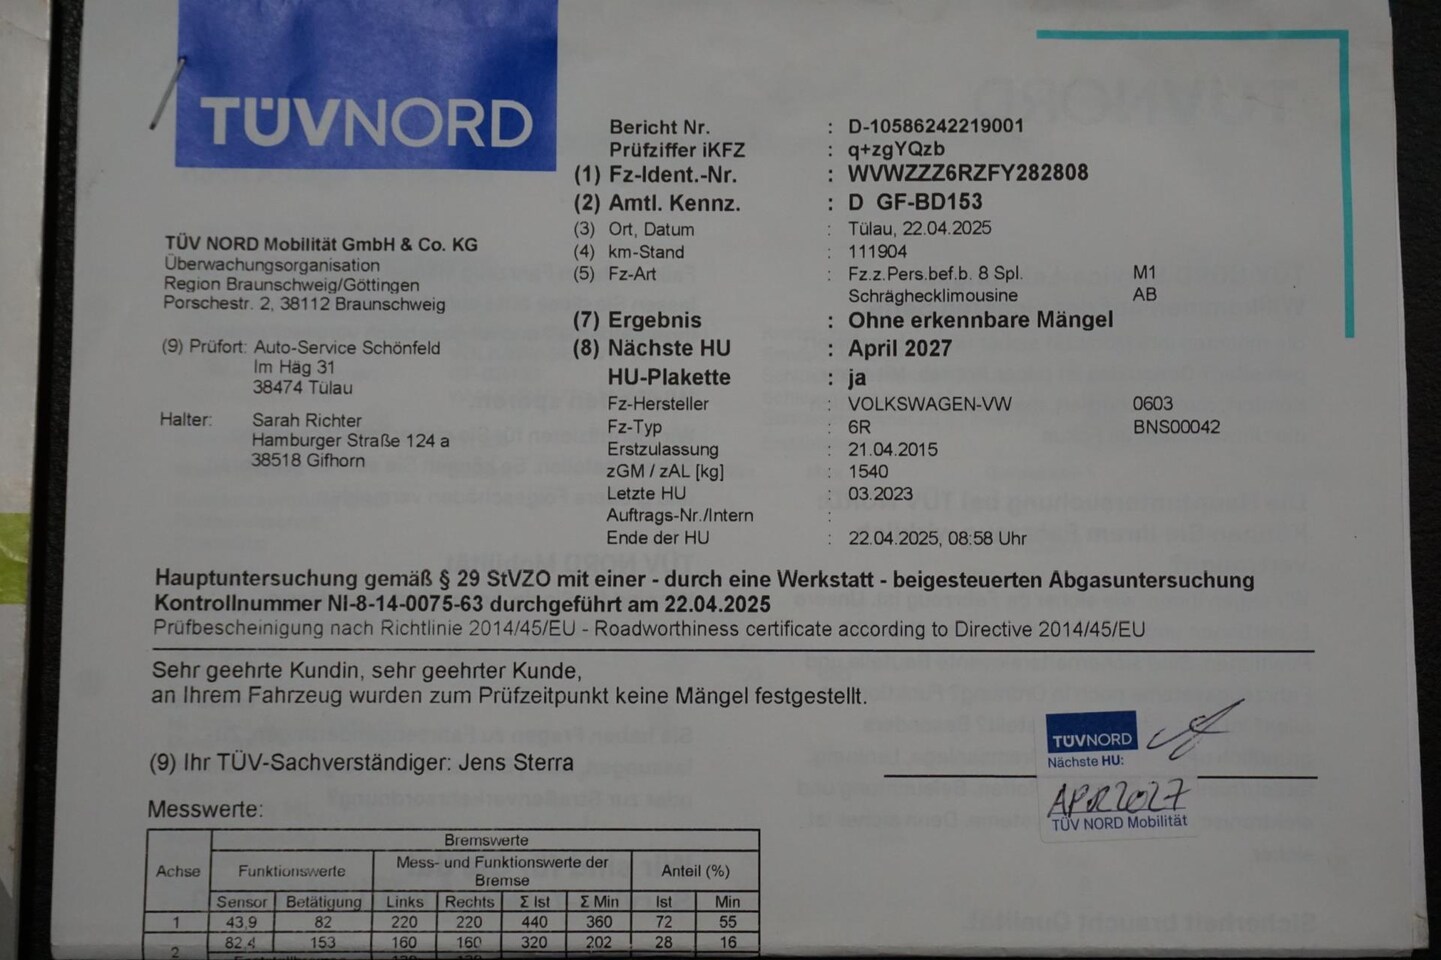 TÜVNORD
Bericht Nr. : D-10586242219001
Prüfziffer iKFZ : q+zgYQzb
(1) Fz-Ident.-Nr. : WVWZZZ6RZFY282808
(2) Amtl. Kennz. : D GF-BD153
(3) Ort, Datum : Tülau, 22.04.2025
(4) km-Stand : 111904
(5) Fz-Art : Fz.z.Pers.bef.b. 8 Spl. M1
Schräghecklimousine AB
(7) Ergebnis : Ohne erkennbare Mängel
(8) Nächste HU : April 2027
HU-Plakette : ja
Fz-Hersteller : VOLKSWAGEN-VW 0603
Fz-Typ : 6R BNS00042
Erstzulassung : 21.04.2015
zGM / zAL [kg] : 1540
Letzte HU : 03.2023
Auftrags-Nr./Intern :
Ende der HU : 22.04.2025, 08:58 Uhr
TÜV NORD Mobilität GmbH & Co. KG
Überwachungsorganisation
Region Braunschweig/Göttingen
Porschestr. 2, 38112 Braunschweig
(9) Prüfort: Auto-Service Schönfeld
Im Häg 31
38474 Tülau
Halter: Sarah Richter
Hamburger Straße 124 a
38518 Gifhorn
Hauptuntersuchung gemäß § 29 StVZO mit einer - durch eine Werkstatt - beigesteuerten Abgasuntersuchung
Kontrollnummer NI-8-14-0075-63 durchgeführt am 22.04.2025
Prüfbescheinigung nach Richtlinie 2014/45/EU - Roadworthiness certificate according to Directive 2014/45/EU
Sehr geehrte Kundin, sehr geehrter Kunde,
an Ihrem Fahrzeug wurden zum Prüfzeitpunkt keine Mängel festgestellt.
(9) Ihr TÜV-Sachverständiger: Jens Sterra
TÜVNORD
Nächste HU:
APR 2027
TÜV NORD Mobilität
Messwerte:
Bremswerte
Achse Funktionswerte Mess- und Funktionswerte der Bremse Anteil (%)
Sensor Betätigung Links Rechts Σ Ist Σ Min Ist Min
1 43,9 82 220 220 440 360 72 55
2 82,4 153 160 160 320 202 28 16